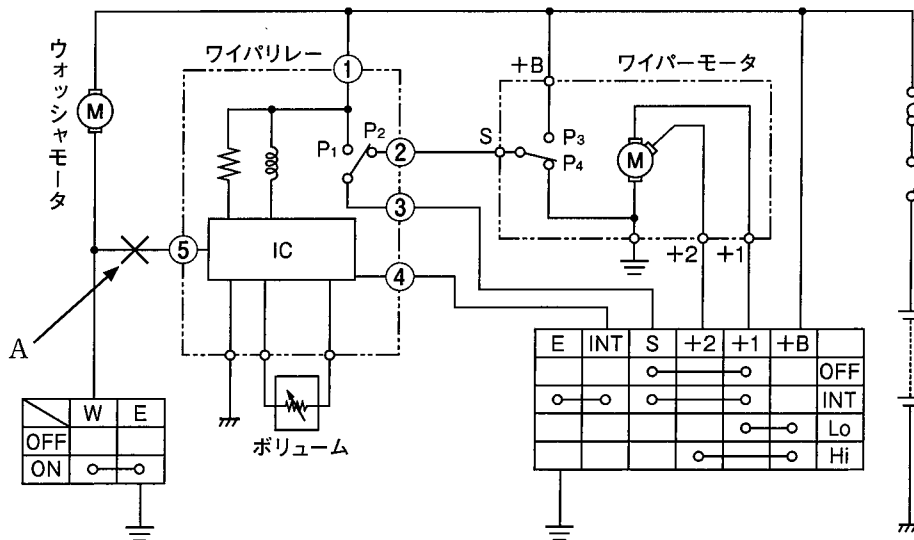 ウォッシャモータ
M
ワイパリレー
1
P1
P2
2
3
IC
5
4
ボリューム
A
+B
ワイパーモータ
S
P3
P4
M
+2
+1
W E
OFF
ON
E INT S +2 +1 +B
OFF
INT
Lo
Hi